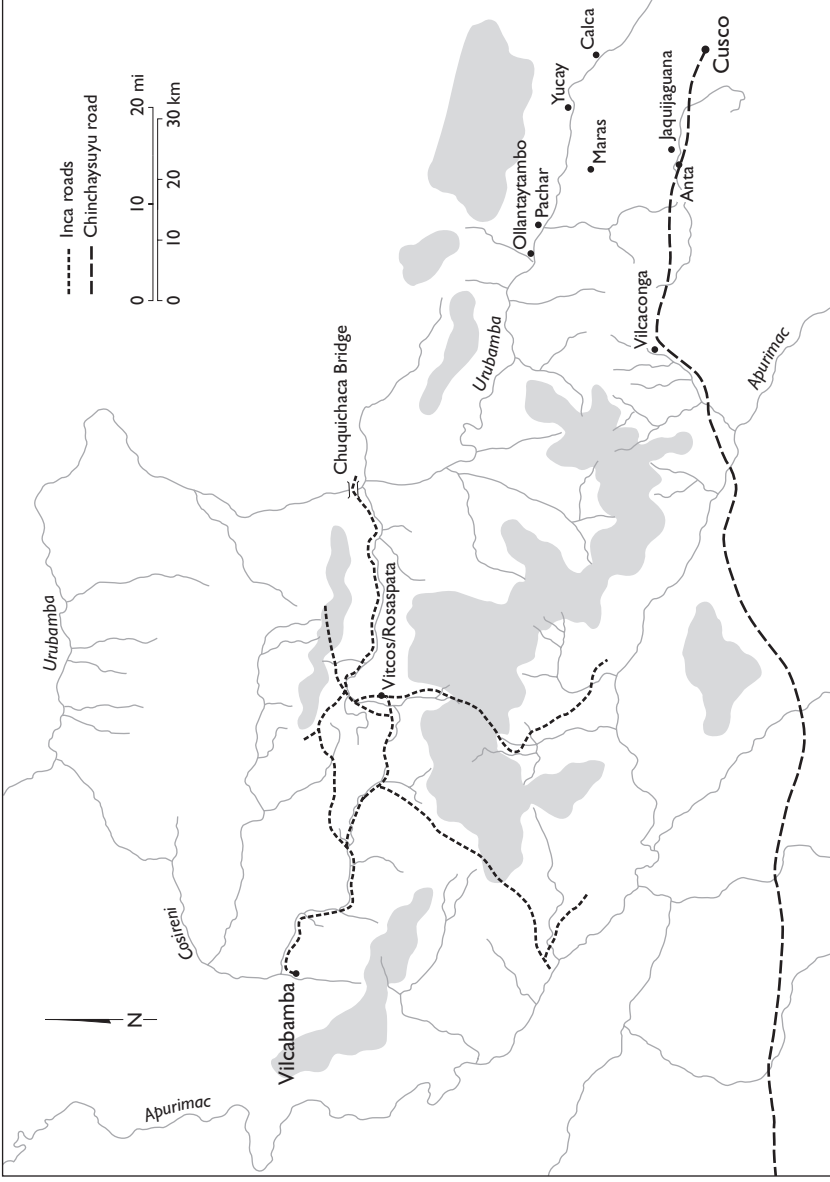 Inca roads
Chinchaysuyu road
0 10 20 mi
0 10 20 30 km
N
Apurimac
Cosireni
Urubamba
Vilcabamba
Vitcos/Rosaspata
Chuquichaca Bridge
Urubamba
Ollantaytambo
Pachar
Yucay
Calca
Maras
Jaquijaguana
Anta
Cusco
Vilcaconga
Apurimac